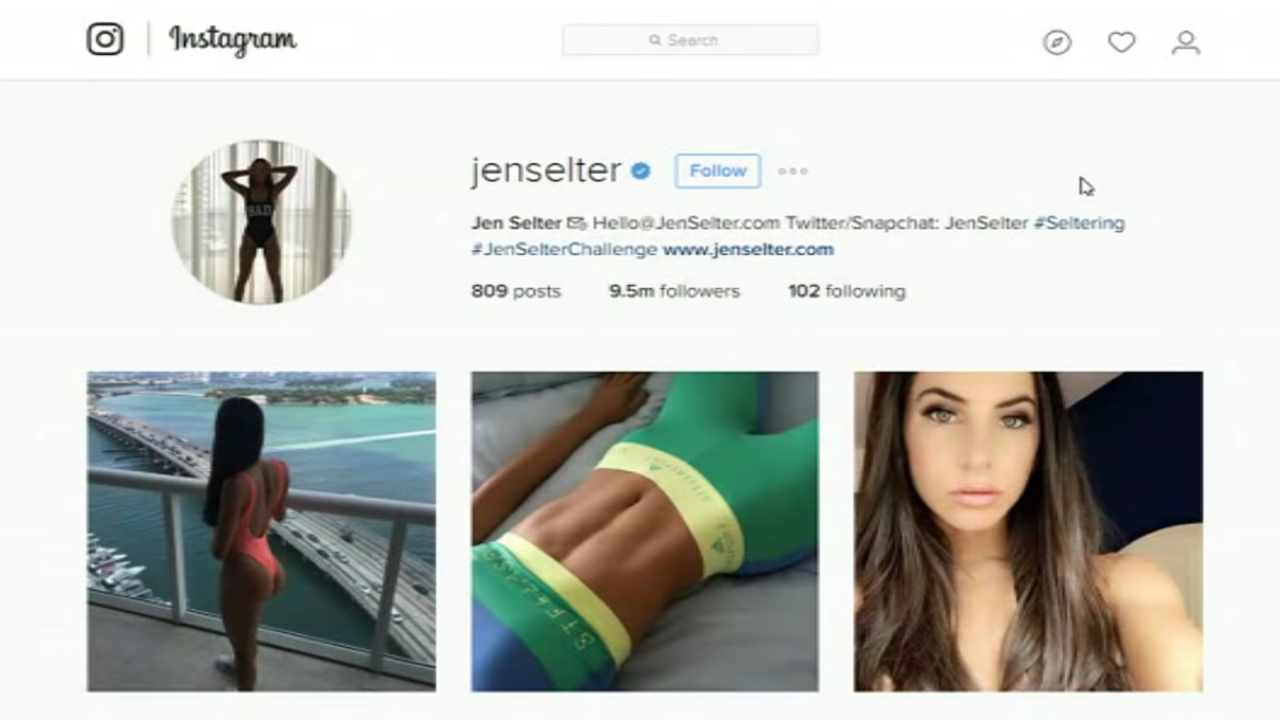 Instagram
Search
jenselter Follow
Jen Selter Hello@JenSelter.com Twitter/Snapchat: JenSelter #Seltering
#JenSelterChallenge www.jenselter.com
809 posts 9.5m followers 102 following
BAD